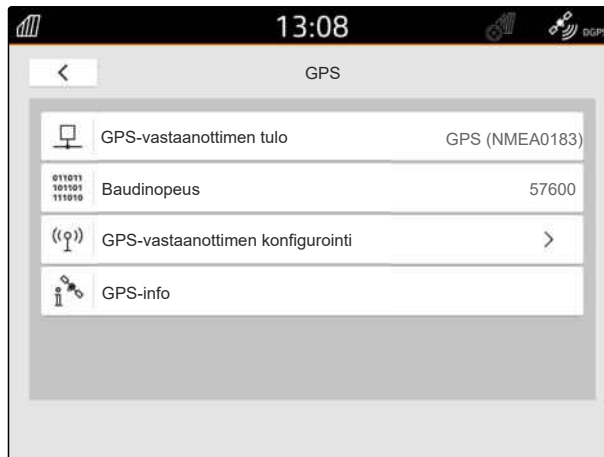 13:08
DGPS
GPS
GPS-vastaanottimen tulo GPS (NMEA0183)
011011
101101
111010
Baudinopeus 57600
GPS-vastaanottimen konfigurointi
GPS-info